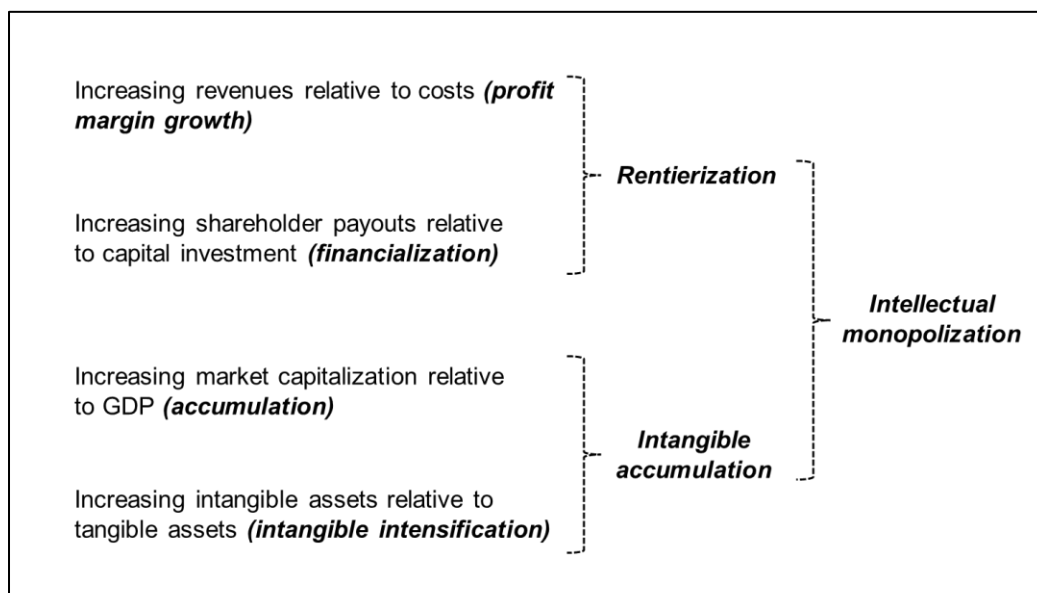 Increasing revenues relative to costs (profit
margin growth)
Rentierization
Increasing shareholder payouts relative
to capital investment (financialization)
Intellectual
monopolization
Increasing market capitalization relative
to GDP (accumulation)
Intangible
accumulation
Increasing intangible assets relative to
tangible assets (intangible intensification)